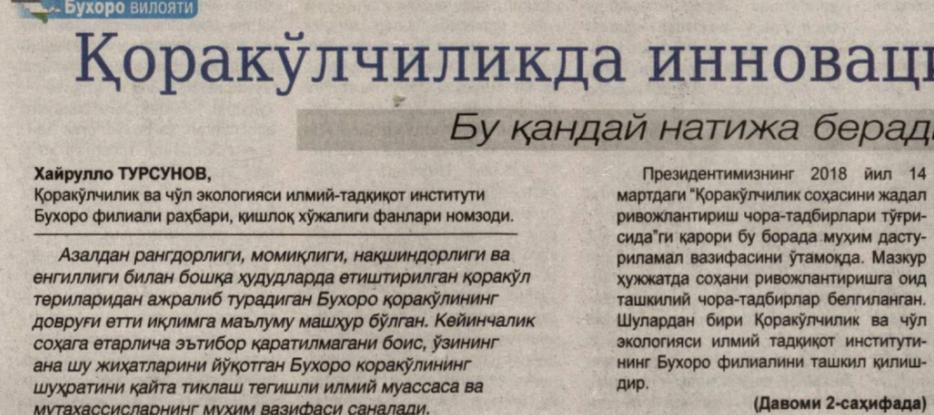 Бухоро вилояти
Қоракўлчиликда
Бу қандай натижа
Хайрулло ТУРСУНОВ,
Қоракўлчилик ва чўл экологияси илмий-тадқиқот институти
Бухоро филиали раҳбари, қишлоқ хўжалиги фанлари номзоди.
Азалдан рангдорлиги, момиқлиги, нақшиндорлиги ва
енгиллиги билан бошқа ҳудудларда етиштирилган қоракўл
териларидан ажралиб турадиган Бухоро қоракўлининг
довруғи етти иқлимга маълуму машҳур бўлган. Кейинчалик
соҳага етарлича эътибор қаратилмагани боис, ўзининг
ана шу жиҳатларини йўқотган Бухоро коракўлининг
шуҳратини қайта тиклаш тегишли илмий муассаса ва
мутахассисларнинг муҳим вазифаси саналади.
Президентимизнинг 2018 йил 14
мартдаги "Қоракўлчилик соҳасини жадал
ривожлантириш чора-тадбирлари тўғри-
сида"ги қарори бу борада муҳим дасту-
риламал вазифасини ўтамоқда. Мазкур
ҳужжатда соҳани ривожлантиришга оид
ташкилий чора-тадбирлар белгиланган.
Шулардан бири Қоракўлчилик ва чўл
экологияси илмий тадқиқот институти-
нинг Бухоро филиалини ташкил қилиш-
дир.
(Давоми 2-саҳифада)